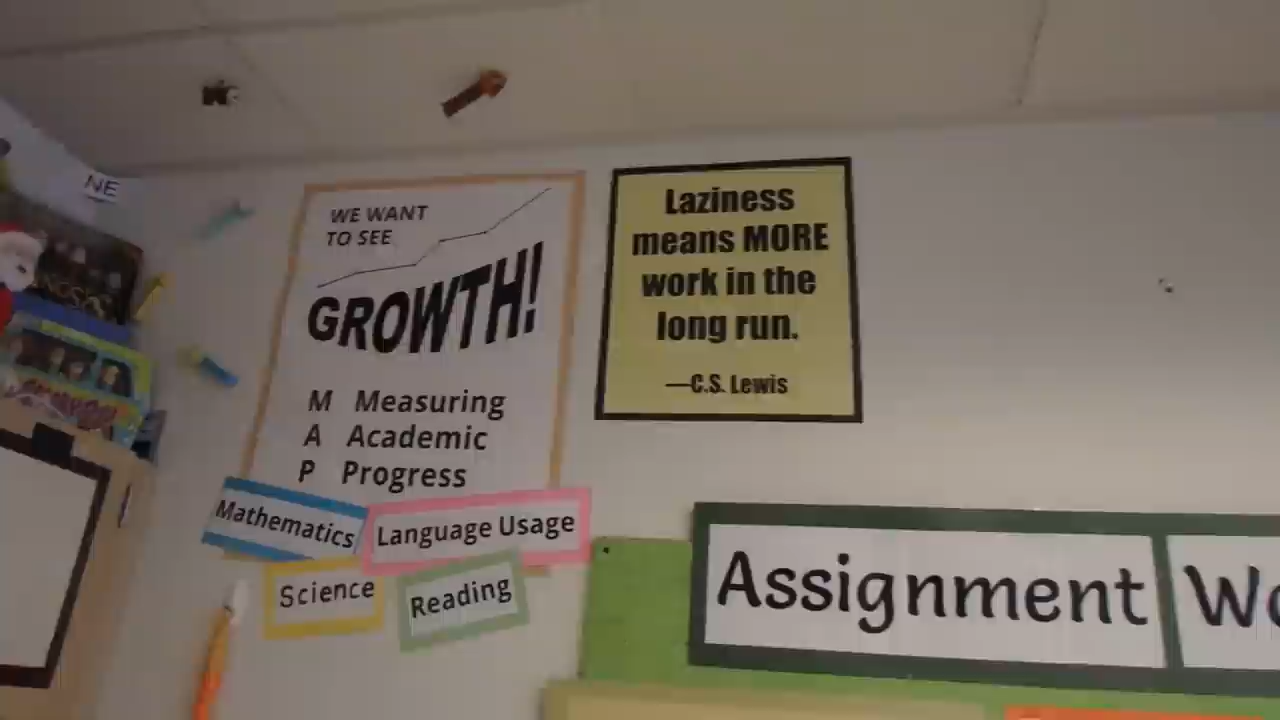 NE
WE WANT
TO SEE
GROWTH!
M Measuring
A Academic
P Progress
Mathematics
Language Usage
Science
Reading
Laziness
means MORE
work in the
long run.
—C.S. Lewis
Assignment